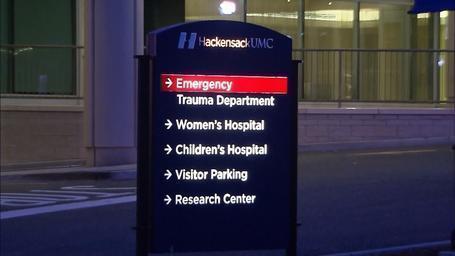 HackensackUMC
→ Emergency
Trauma Department
→ Women's Hospital
→ Children's Hospital
→ Visitor Parking
→ Research Center